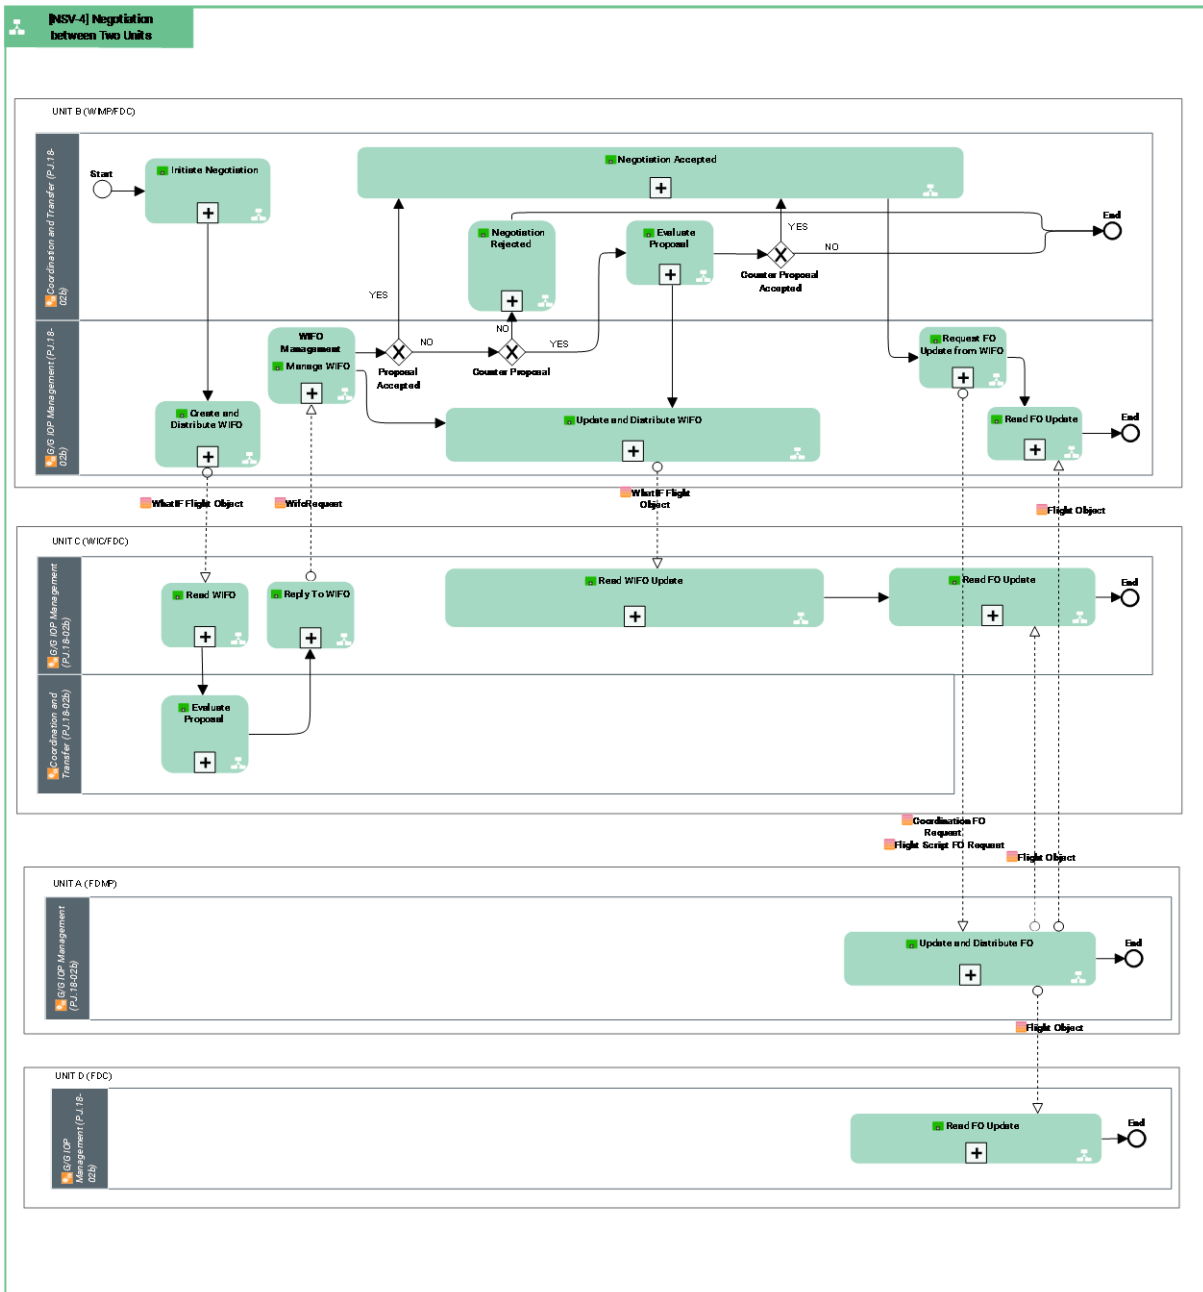 [NSV-4] Negotiation
between Two Units
UNIT B (WIMP/FDC)
Coordination and Transfer (PJ.18-
02b)
Start
Initiate Negotiation
Negotiation Accepted
Negotiation
Rejected
Evaluate
Proposal
YES
NO
Counter Proposal
Accepted
End
YES
NO
YES
NO
G/G IOP Management (PJ.18-
02b)
WIFO
Management
Manage WIFO
Proposal
Accepted
Counter Proposal
Request FO
Update from WIFO
Create and
Distribute WIFO
Update and Distribute WIFO
Read FO Update
End
WhatIF Flight Object
WifoRequest
WhatIF Flight
Object
Flight Object
UNIT C (WIC/FDC)
G/G IOP Management
(PJ.18-02b)
Read WIFO
Reply To WIFO
Read WIFO Update
Read FO Update
End
Coordination and
Transfer (PJ.18-02b)
Evaluate
Proposal
Coordination FO
Request
Flight Script FO Request
Flight Object
UNIT A (FDMP)
G/G IOP Management
(PJ.18-02b)
Update and Distribute FO
End
Flight Object
UNIT D (FDC)
G/G IOP
Management (PJ.18-
02b)
Read FO Update
End